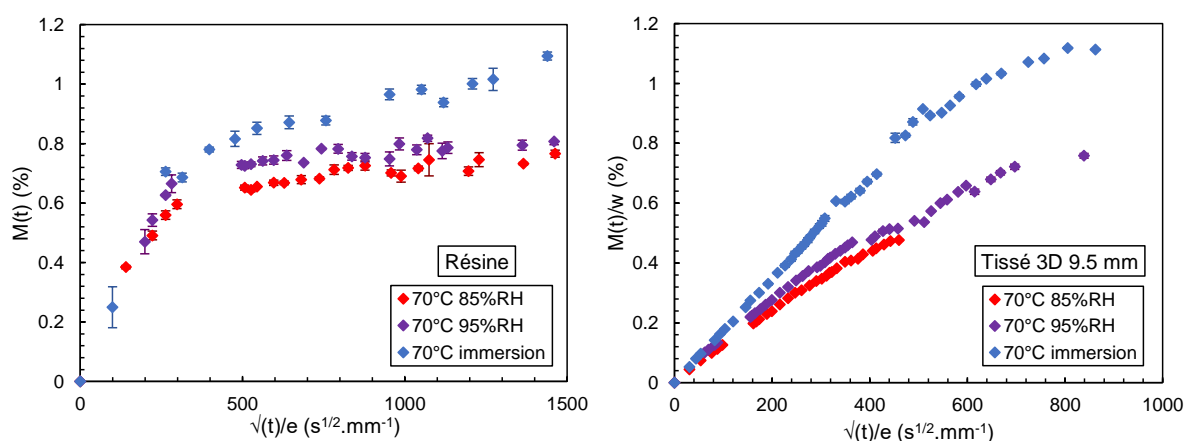 1.2
1
0.8
0.6
0.4
0.2
0
M(t) (%)
0
500
1000
1500
√(t)/e (s1/2.mm-1)
Résine
70°C 85%RH
70°C 95%RH
70°C immersion
1.2
1
0.8
0.6
0.4
0.2
0
M(t)/w (%)
0
200
400
600
800
1000
√(t)/e (s1/2.mm-1)
Tissé 3D 9.5 mm
70°C 85%RH
70°C 95%RH
70°C immersion